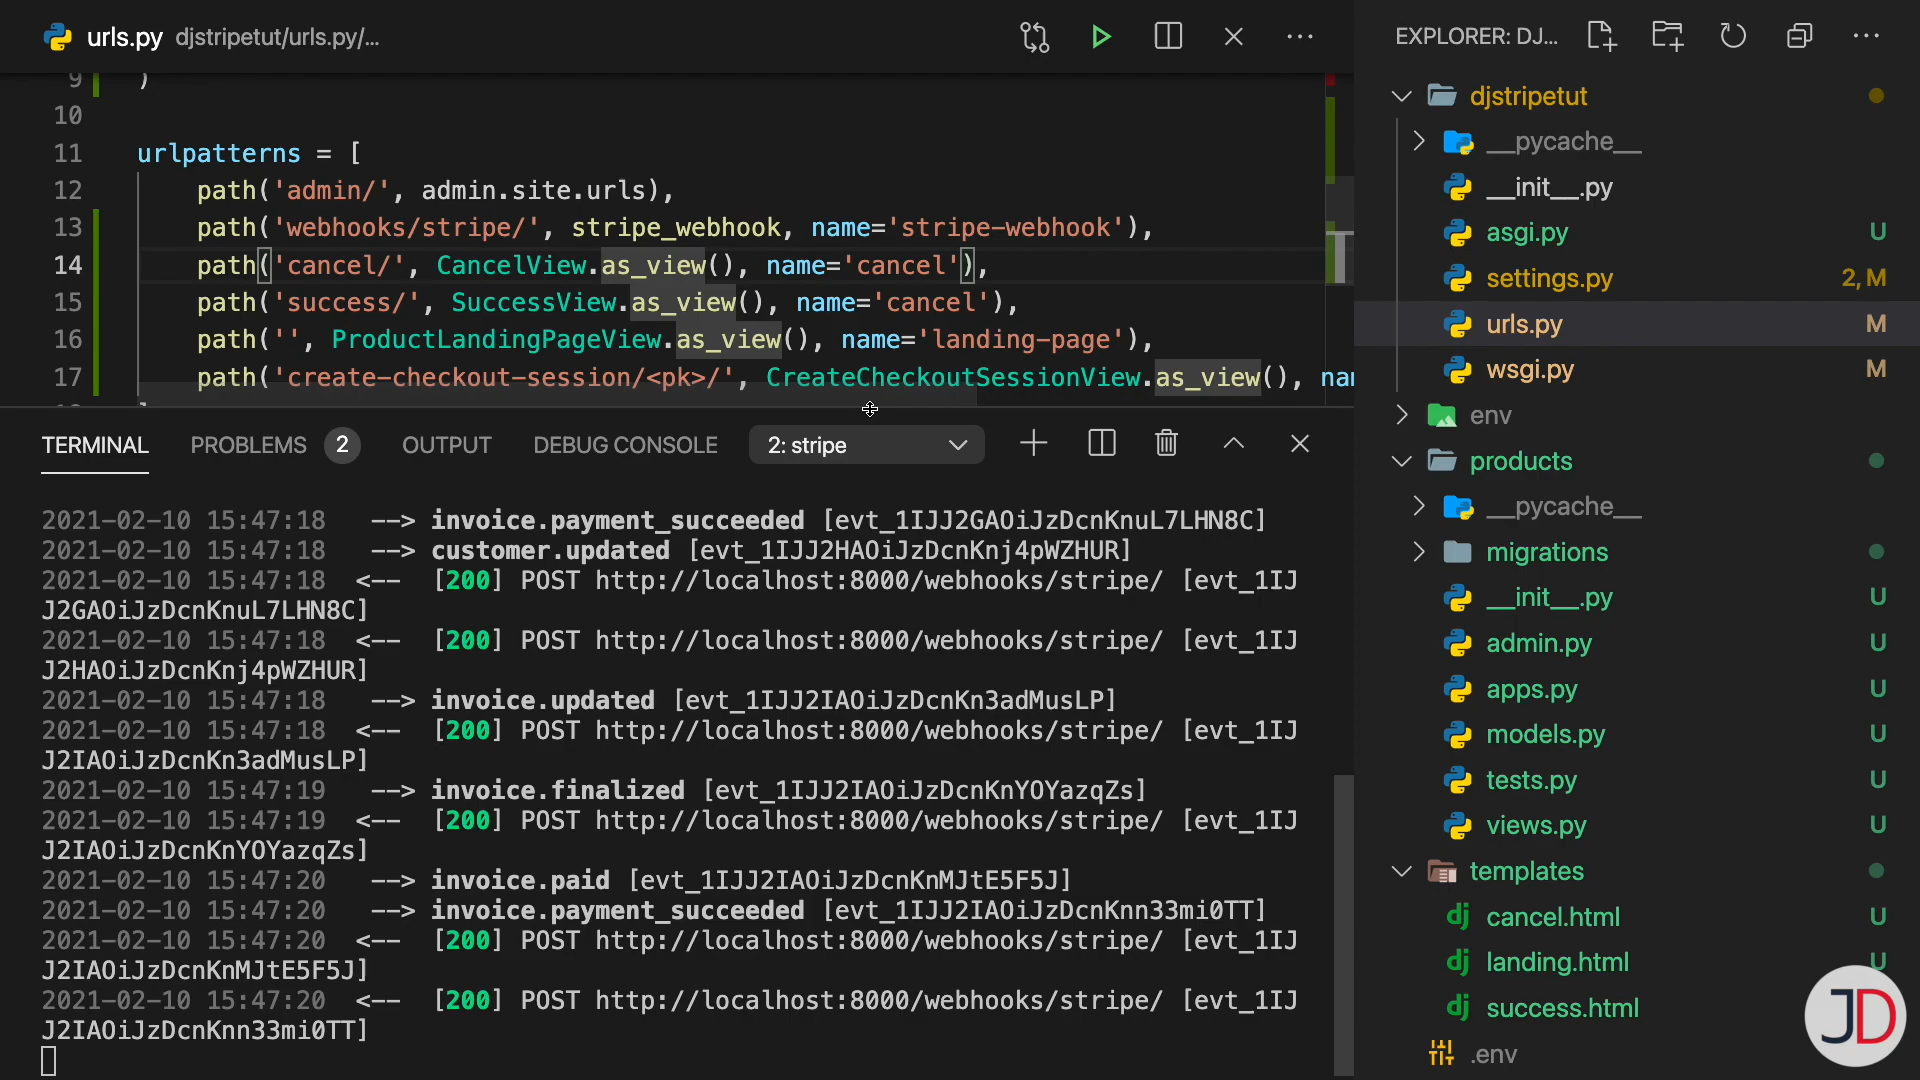 urls.py djstripetut/urls.py/...
EXPLORER: DJ...
9 )
10
11 urlpatterns = [
12 path('admin/', admin.site.urls),
13 path('webhooks/stripe/', stripe_webhook, name='stripe-webhook'),
14 path('cancel/', CancelView.as_view(), name='cancel'),
15 path('success/', SuccessView.as_view(), name='cancel'),
16 path('', ProductLandingPageView.as_view(), name='landing-page'),
17 path('create-checkout-session/<pk>/', CreateCheckoutSessionView.as_view(), nam
TERMINAL PROBLEMS 2 OUTPUT DEBUG CONSOLE 2: stripe
2021-02-10 15:47:18 --> invoice.payment_succeeded [evt_1IJJ2GAOiJzDcnKnuL7LHN8C]
2021-02-10 15:47:18 --> customer.updated [evt_1IJJ2HAOiJzDcnKnj4pWZHUR]
2021-02-10 15:47:18 <-- [200] POST http://localhost:8000/webhooks/stripe/ [evt_1IJ
J2GAOiJzDcnKnuL7LHN8C]
2021-02-10 15:47:18 <-- [200] POST http://localhost:8000/webhooks/stripe/ [evt_1IJ
J2HAOiJzDcnKnj4pWZHUR]
2021-02-10 15:47:18 --> invoice.updated [evt_1IJJ2IAOiJzDcnKn3adMusLP]
2021-02-10 15:47:18 <-- [200] POST http://localhost:8000/webhooks/stripe/ [evt_1IJ
J2IAOiJzDcnKn3adMusLP]
2021-02-10 15:47:19 --> invoice.finalized [evt_1IJJ2IAOiJzDcnKnYOYazqZs]
2021-02-10 15:47:19 <-- [200] POST http://localhost:8000/webhooks/stripe/ [evt_1IJ
J2IAOiJzDcnKnYOYazqZs]
2021-02-10 15:47:20 --> invoice.paid [evt_1IJJ2IAOiJzDcnKnMJtE5F5J]
2021-02-10 15:47:20 --> invoice.payment_succeeded [evt_1IJJ2IAOiJzDcnKnn33mi0TT]
2021-02-10 15:47:20 <-- [200] POST http://localhost:8000/webhooks/stripe/ [evt_1IJ
J2IAOiJzDcnKnMJtE5F5J]
2021-02-10 15:47:20 <-- [200] POST http://localhost:8000/webhooks/stripe/ [evt_1IJ
J2IAOiJzDcnKnn33mi0TT]
djstripetut
__pycache__
__init__.py
asgi.py U
settings.py 2, M
urls.py M
wsgi.py M
env
products
__pycache__
migrations
__init__.py U
admin.py U
apps.py U
models.py U
tests.py U
views.py U
templates
dj cancel.html U
dj landing.html U
dj success.html
.env
JD